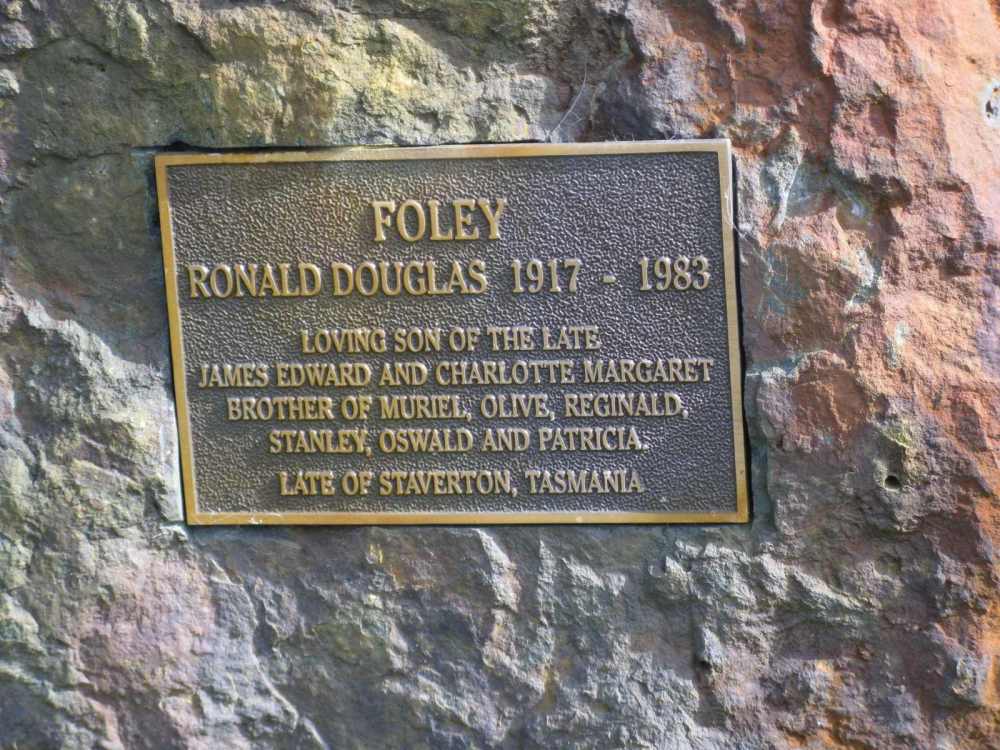 FOLEY
RONALD DOUGLAS 1917 - 1983
LOVING SON OF THE LATE
JAMES EDWARD AND CHARLOTTE MARGARET
BROTHER OF MURIEL, OLIVE, REGINALD,
STANLEY, OSWALD AND PATRICIA.
LATE OF STAVERTON, TASMANIA